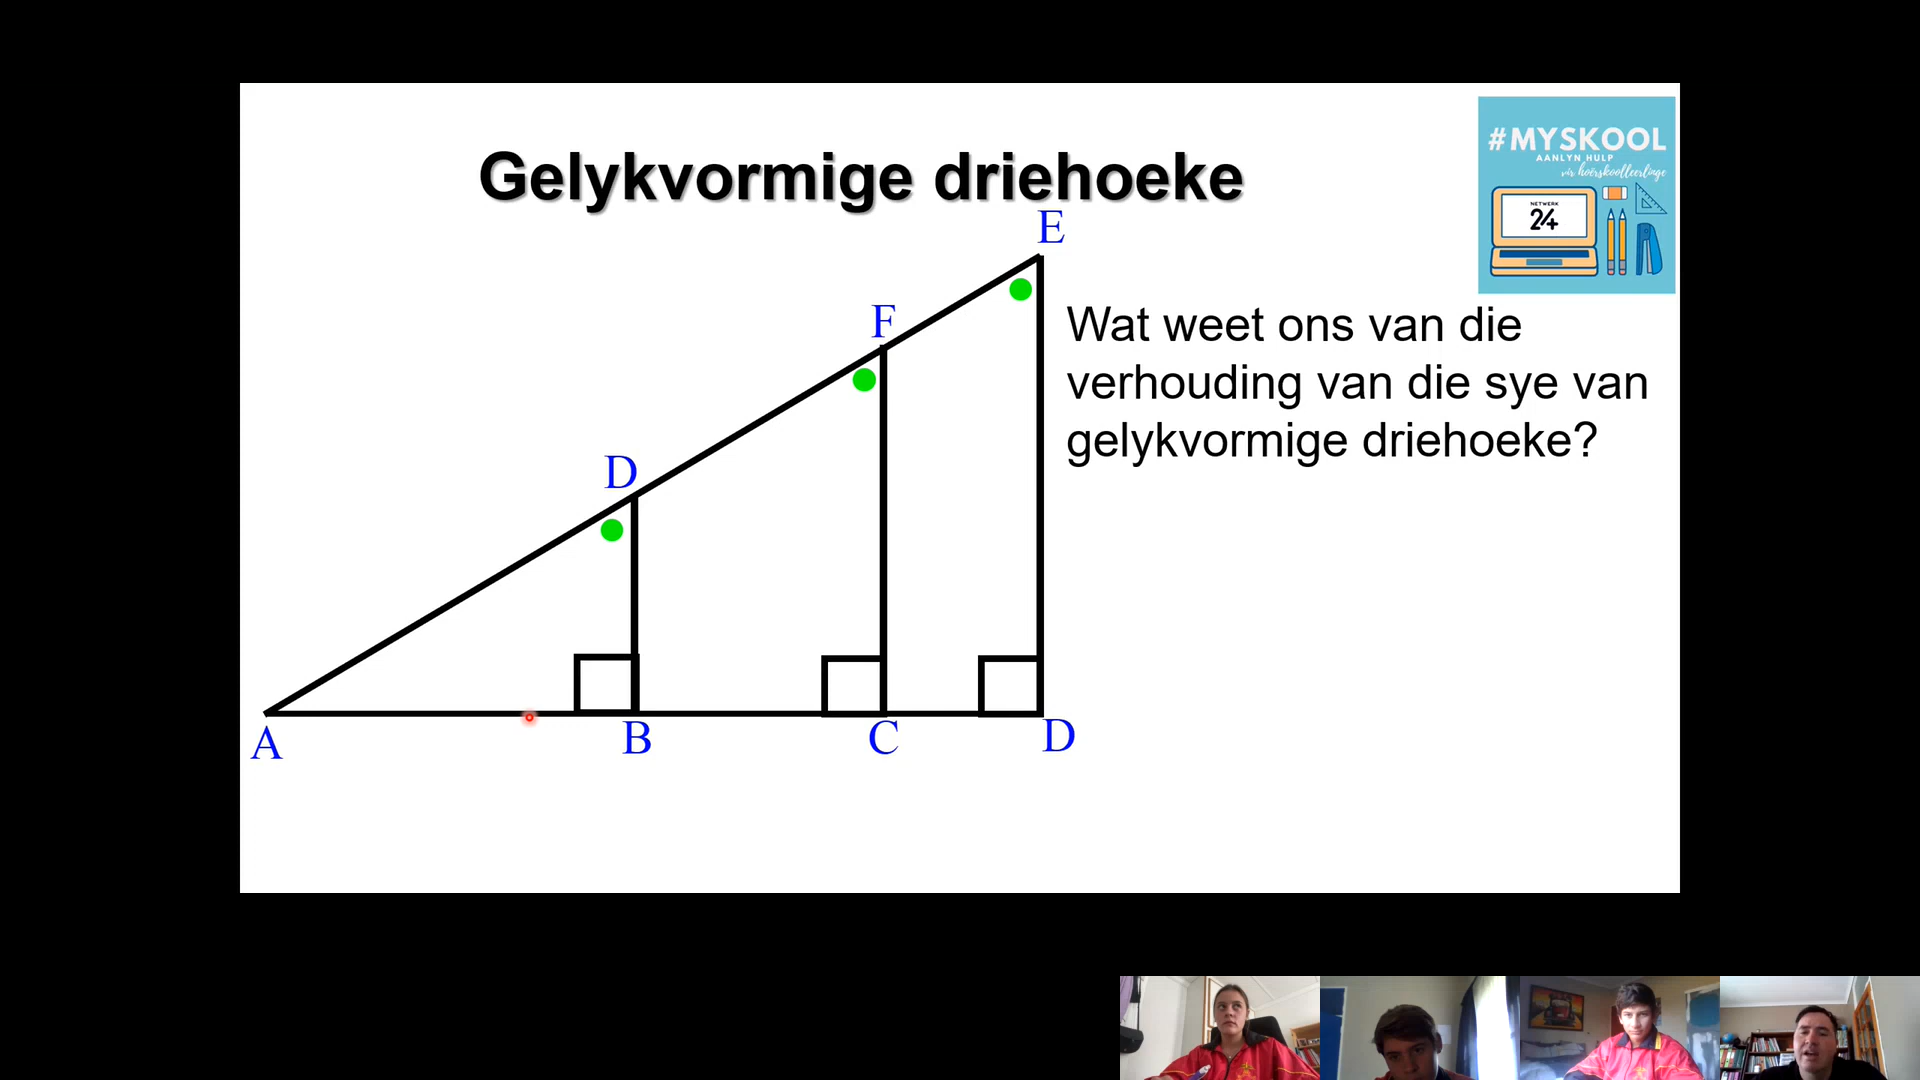 Gelykvormige driehoeke
#MYSKOOL
AANLYN HULP
vir hoërskoolleerlinge
NETWERK
24
E
F
D
Wat weet ons van die
verhouding van die sye van
gelykvormige driehoeke?
A
B
C
D